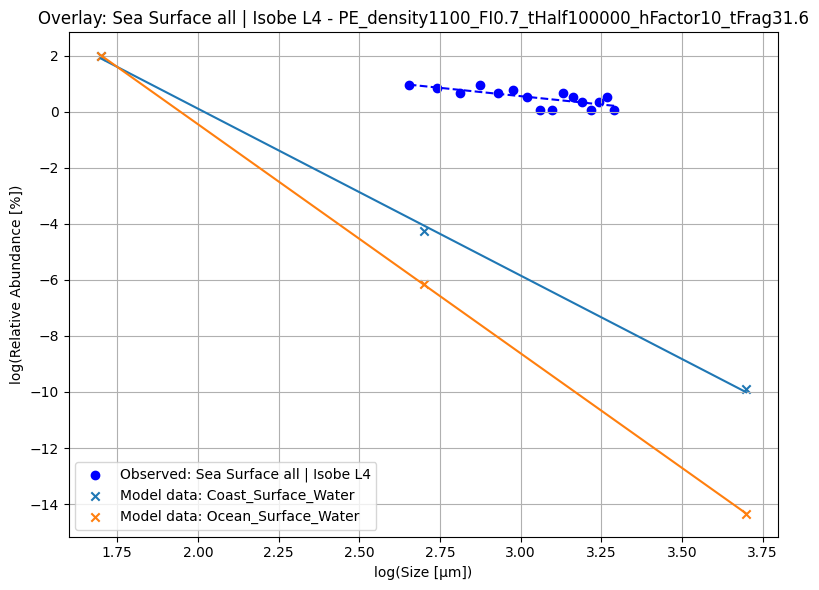 Overlay: Sea Surface all | Isobe L4 - PE_density1100_FI0.7_tHalf100000_hFactor10_tFrag31.6
log(Relative Abundance [%])
2
0
−2
−4
−6
−8
−10
−12
−14
Observed: Sea Surface all | Isobe L4
Model data: Coast_Surface_Water
Model data: Ocean_Surface_Water
1.75 2.00 2.25 2.50 2.75 3.00 3.25 3.50 3.75
log(Size [μm])